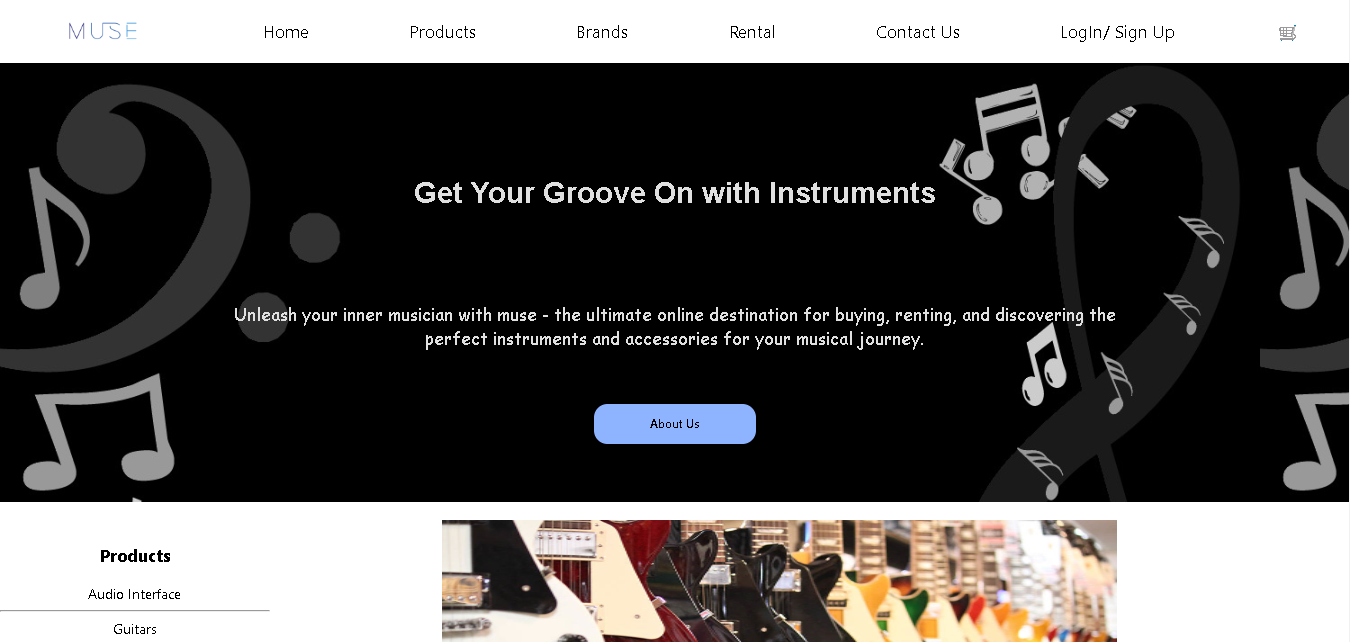 MUSE Home Products Brands Rental Contact Us LogIn/ Sign Up
Get Your Groove On with Instruments
Unleash your inner musician with muse - the ultimate online destination for buying, renting, and discovering the
perfect instruments and accessories for your musical journey.
About Us
Products
Audio Interface
Guitars